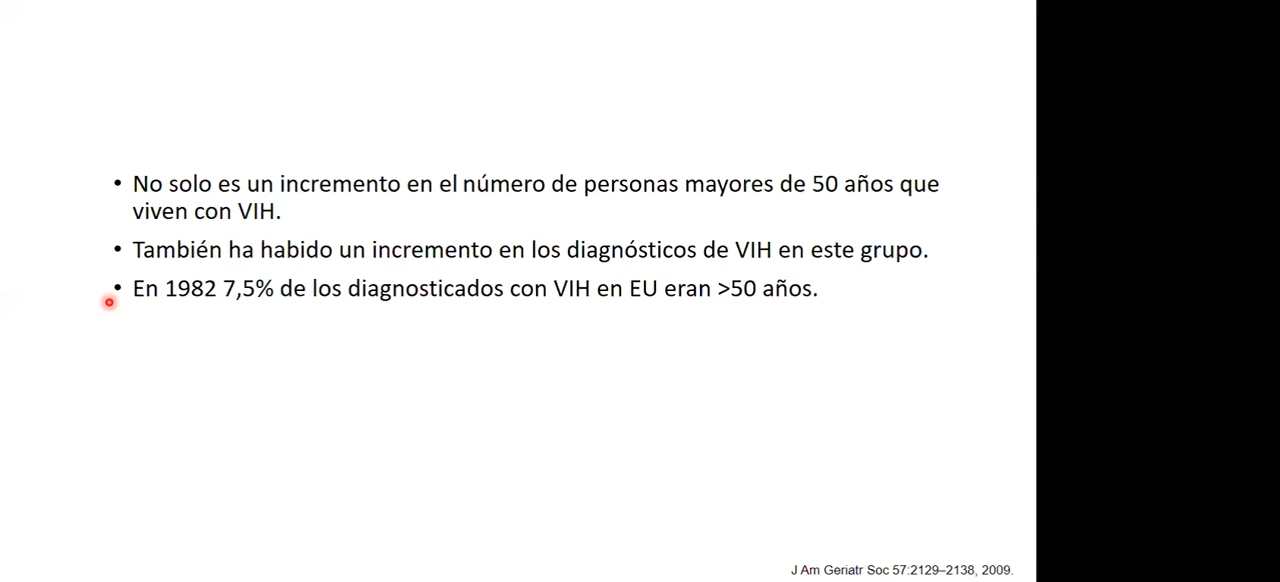 • No solo es un incremento en el número de personas mayores de 50 años que
viven con VIH.
• También ha habido un incremento en los diagnósticos de VIH en este grupo.
• En 1982 7,5% de los diagnosticados con VIH en EU eran >50 años.
J Am Geriatr Soc 57:2129–2138, 2009.